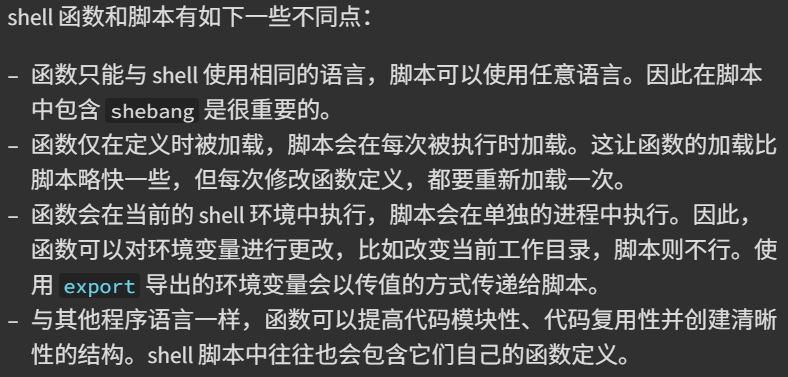 shell 函数和脚本有如下一些不同点：
– 函数只能与 shell 使用相同的语言，脚本可以使用任意语言。因此在脚本
中包含 shebang 是很重要的。
– 函数仅在定义时被加载，脚本会在每次被执行时加载。这让函数的加载比
脚本略快一些，但每次修改函数定义，都要重新加载一次。
– 函数会在当前的 shell 环境中执行，脚本会在单独的进程中执行。因此，
函数可以对环境变量进行更改，比如改变当前工作目录，脚本则不行。使
用 export 导出的环境变量会以传值的方式传递给脚本。
– 与其他程序语言一样，函数可以提高代码模块性、代码复用性并创建清晰
性的结构。shell 脚本中往往也会包含它们自己的函数定义。